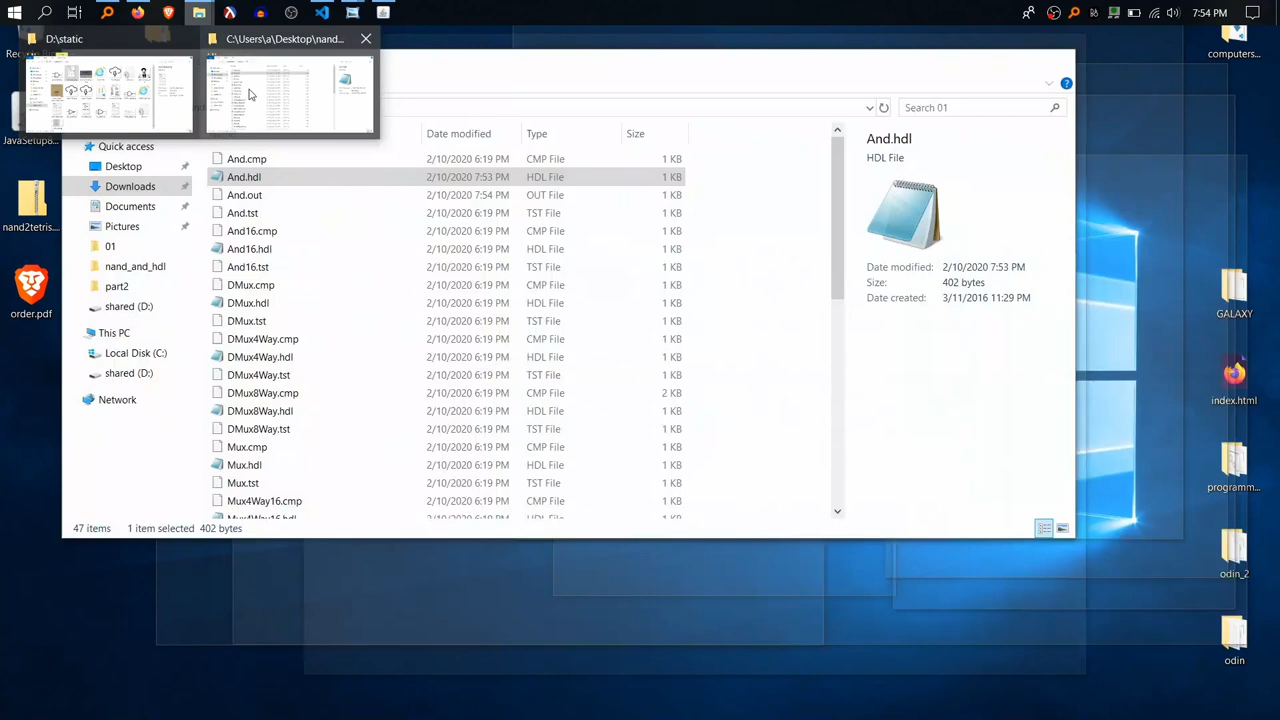 7:54 PM
D:\static
C:\Users\a\Desktop\nand...
Search 01
Date modified
Type
Size
Quick access
Desktop
Downloads
Documents
Pictures
01
nand_and_hdl
part2
shared (D:)
This PC
Local Disk (C:)
shared (D:)
Network
And.cmp 2/10/2020 6:19 PM CMP File 1 KB
And.hdl 2/10/2020 7:53 PM HDL File 1 KB
And.out 2/10/2020 7:54 PM OUT File 1 KB
And.tst 2/10/2020 6:19 PM TST File 1 KB
And16.cmp 2/10/2020 6:19 PM CMP File 1 KB
And16.hdl 2/10/2020 6:19 PM HDL File 1 KB
And16.tst 2/10/2020 6:19 PM TST File 1 KB
DMux.cmp 2/10/2020 6:19 PM CMP File 1 KB
DMux.hdl 2/10/2020 6:19 PM HDL File 1 KB
DMux.tst 2/10/2020 6:19 PM TST File 1 KB
DMux4Way.cmp 2/10/2020 6:19 PM CMP File 1 KB
DMux4Way.hdl 2/10/2020 6:19 PM HDL File 1 KB
DMux4Way.tst 2/10/2020 6:19 PM TST File 1 KB
DMux8Way.cmp 2/10/2020 6:19 PM CMP File 2 KB
DMux8Way.hdl 2/10/2020 6:19 PM HDL File 1 KB
DMux8Way.tst 2/10/2020 6:19 PM TST File 1 KB
Mux.cmp 2/10/2020 6:19 PM CMP File 1 KB
Mux.hdl 2/10/2020 6:19 PM HDL File 1 KB
Mux.tst 2/10/2020 6:19 PM TST File 1 KB
Mux4Way16.cmp 2/10/2020 6:19 PM CMP File 1 KB
Mux4Way16.hdl 2/10/2020 6:19 PM HDL File 1 KB
And.hdl
HDL File
Date modified: 2/10/2020 7:53 PM
Size: 402 bytes
Date created: 3/11/2016 11:29 PM
47 items 1 item selected 402 bytes
JavaSetup8...
nand2tetris....
order.pdf
computers...
GALAXY
index.html
programm...
odin_2
odin